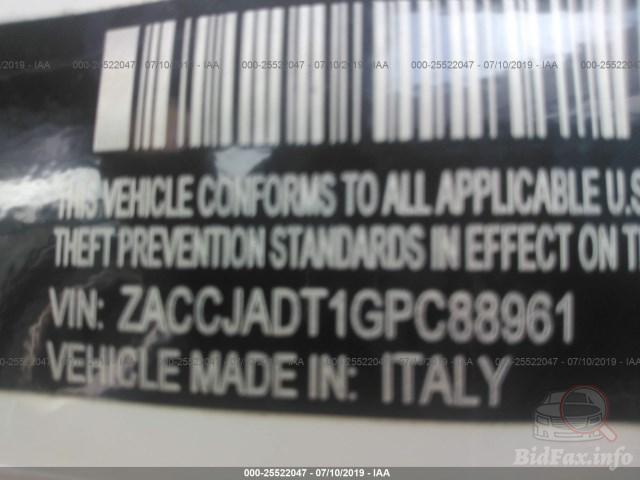 000-25522047 - 07/10/2019 - IAA
THIS VEHICLE CONFORMS TO ALL APPLICABLE U.S
THEFT PREVENTION STANDARDS IN EFFECT ON T
VIN: ZACCJADT1GPC88961
VEHICLE MADE IN: ITALY
BidFax.info
000-25522047 - 07/10/2019 - IAA